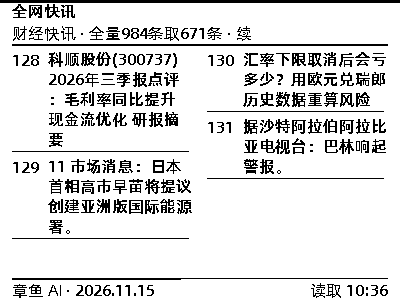 全网快讯
财经快讯 · 全量984条取671条 · 续
128 科顺股份(300737)
2026年三季报点评
：毛利率同比提升
现金流优化 研报摘
要
129 11 市场消息：日本
首相高市早苗将提议
创建亚洲版国际能源
署。
130 汇率下限取消后会亏
多少？用欧元兑瑞郎
历史数据重算风险
131 据沙特阿拉伯阿拉比
亚电视台：巴林响起
警报。
章鱼 AI · 2026.11.15
读取 10:36